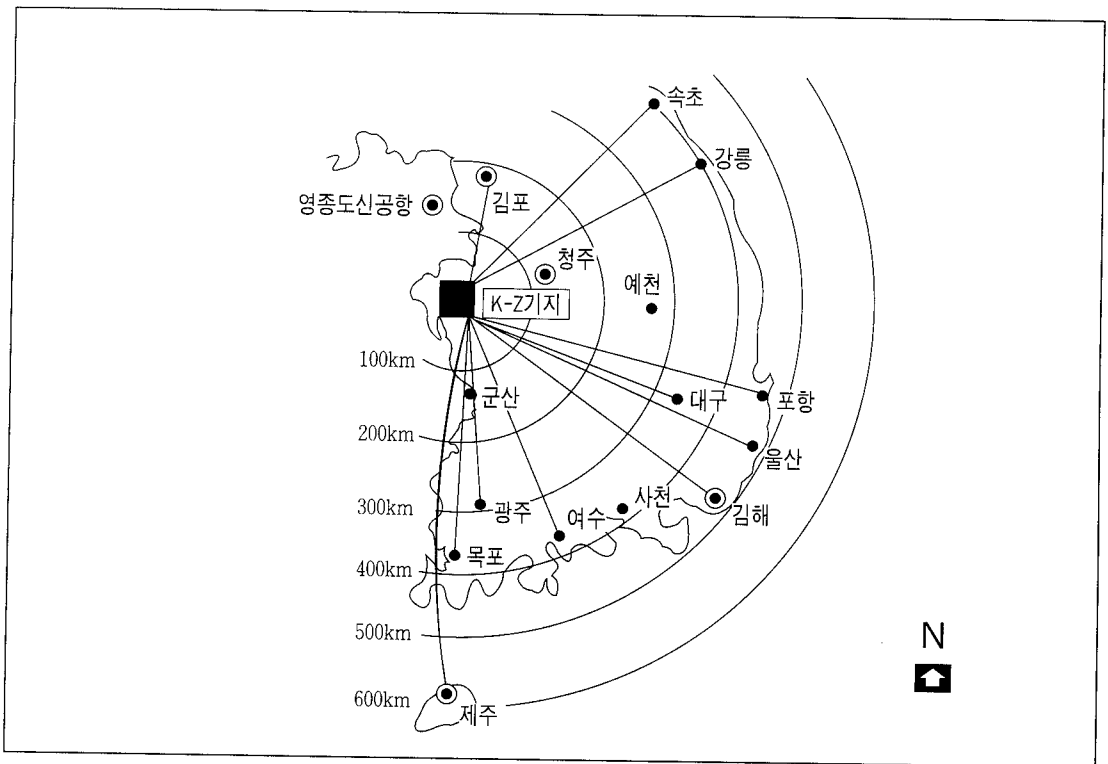 속초
강릉
김포
영종도신공항
청주
예천
K-Z기지
100km
군산
대구
포항
200km
울산
300km
광주
여수
사천
김해
목포
400km
500km
N
600km
제주